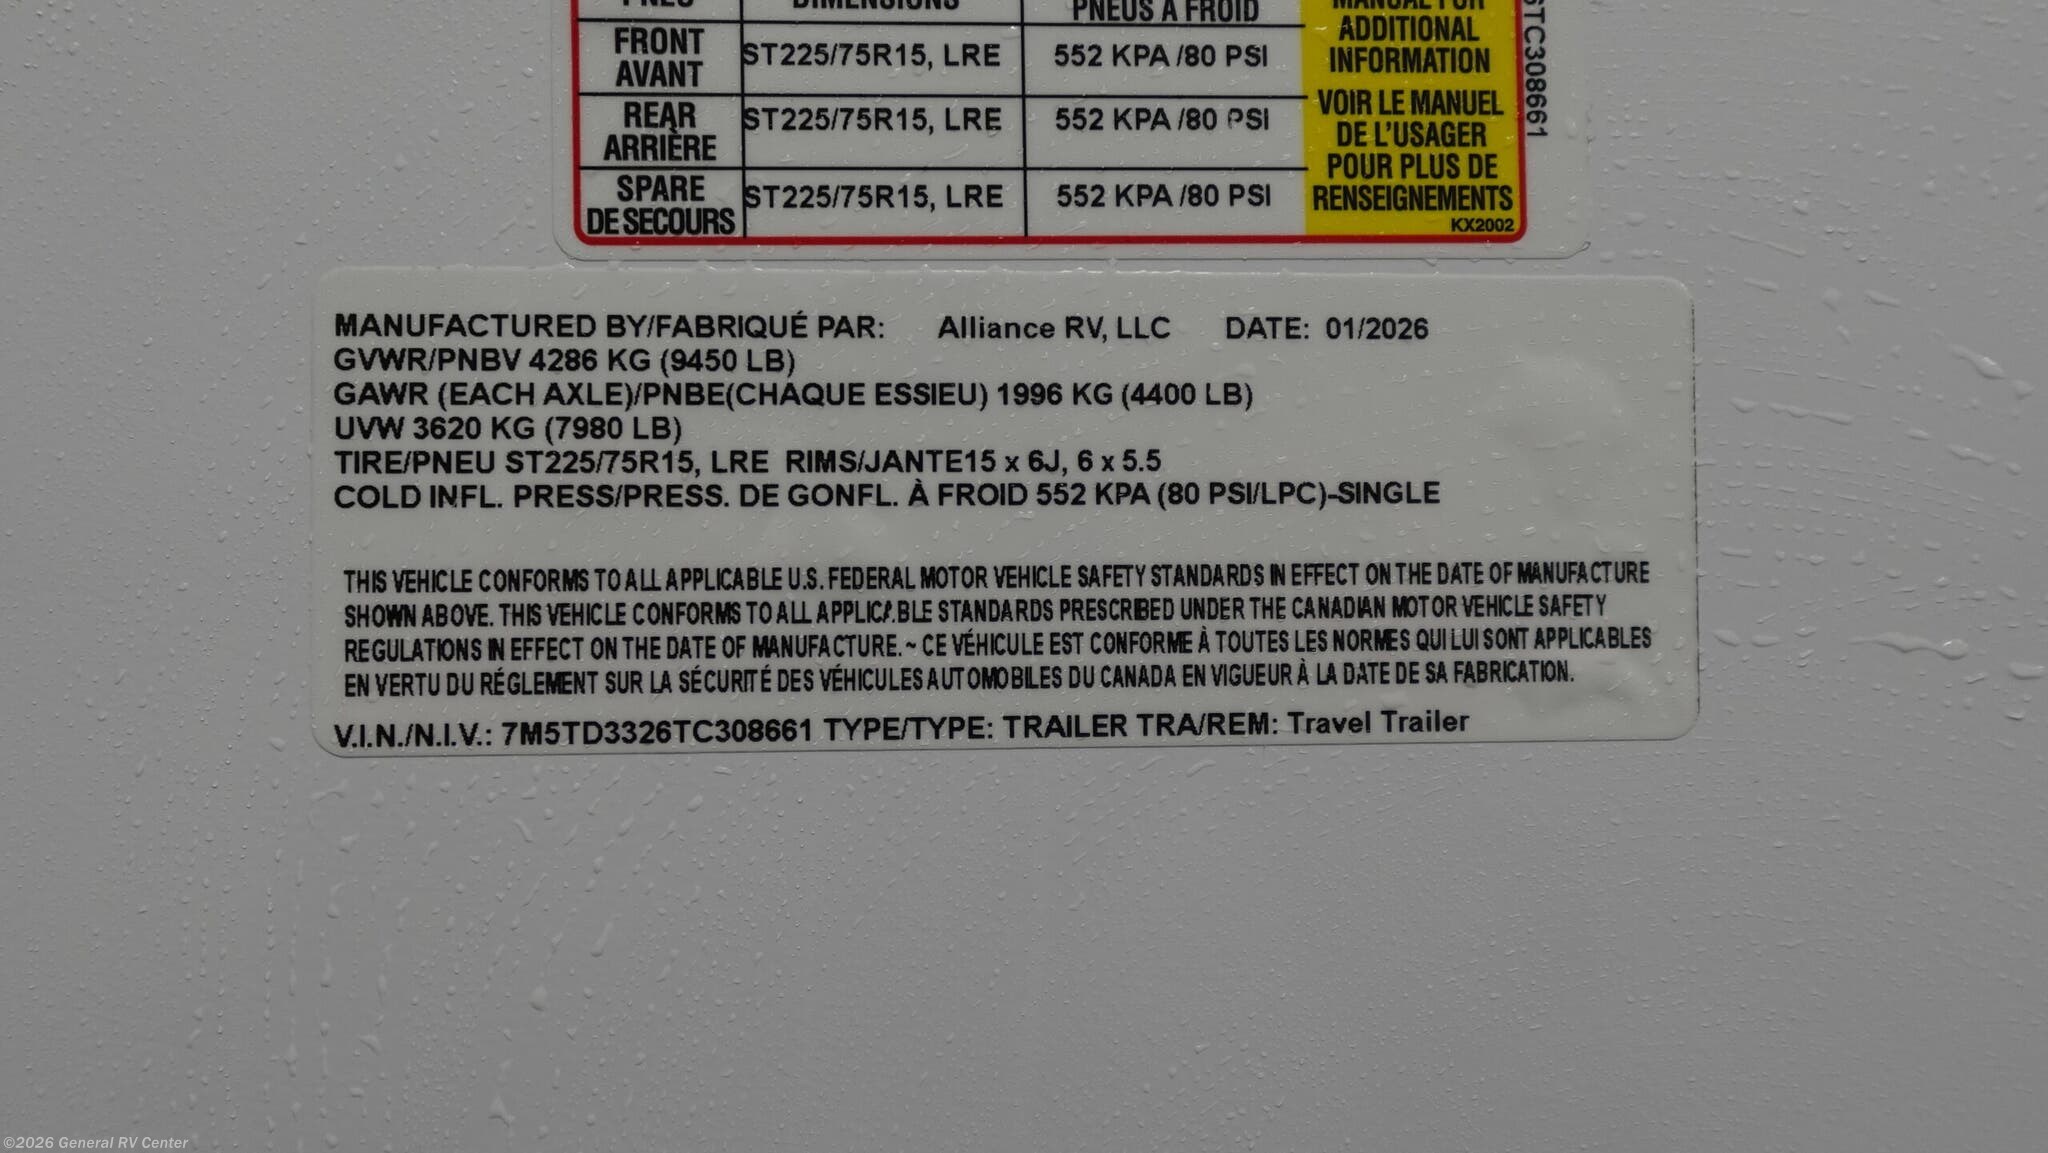 PNEU DIMENSIONS PNEUS À FROID MANUAL FOR
ADDITIONAL
INFORMATION
FRONT
AVANT
ST225/75R15, LRE 552 KPA /80 PSI
REAR
ARRIÈRE
ST225/75R15, LRE 552 KPA /80 PSI
SPARE
DE SECOURS
ST225/75R15, LRE 552 KPA /80 PSI
VOIR LE MANUEL
DE L'USAGER
POUR PLUS DE
RENSEIGNEMENTS
KX2002
TC308661
MANUFACTURED BY/FABRIQUÉ PAR: Alliance RV, LLC DATE: 01/2026
GVWR/PNBV 4286 KG (9450 LB)
GAWR (EACH AXLE)/PNBE(CHAQUE ESSIEU) 1996 KG (4400 LB)
UVW 3620 KG (7980 LB)
TIRE/PNEU ST225/75R15, LRE RIMS/JANTE15 x 6J, 6 x 5.5
COLD INFL. PRESS/PRESS. DE GONFL. À FROID 552 KPA (80 PSI/LPC)-SINGLE
THIS VEHICLE CONFORMS TO ALL APPLICABLE U.S. FEDERAL MOTOR VEHICLE SAFETY STANDARDS IN EFFECT ON THE DATE OF MANUFACTURE
SHOWN ABOVE. THIS VEHICLE CONFORMS TO ALL APPLICABLE STANDARDS PRESCRIBED UNDER THE CANADIAN MOTOR VEHICLE SAFETY
REGULATIONS IN EFFECT ON THE DATE OF MANUFACTURE. ~ CE VÉHICULE EST CONFORME À TOUTES LES NORMES QUI LUI SONT APPLICABLES
EN VERTU DU RÉGLEMENT SUR LA SÉCURITÉ DES VÉHICULES AUTOMOBILES DU CANADA EN VIGUEUR À LA DATE DE SA FABRICATION.
V.I.N./N.I.V.: 7M5TD3326TC308661 TYPE/TYPE: TRAILER TRA/REM: Travel Trailer
©2026 General RV Center